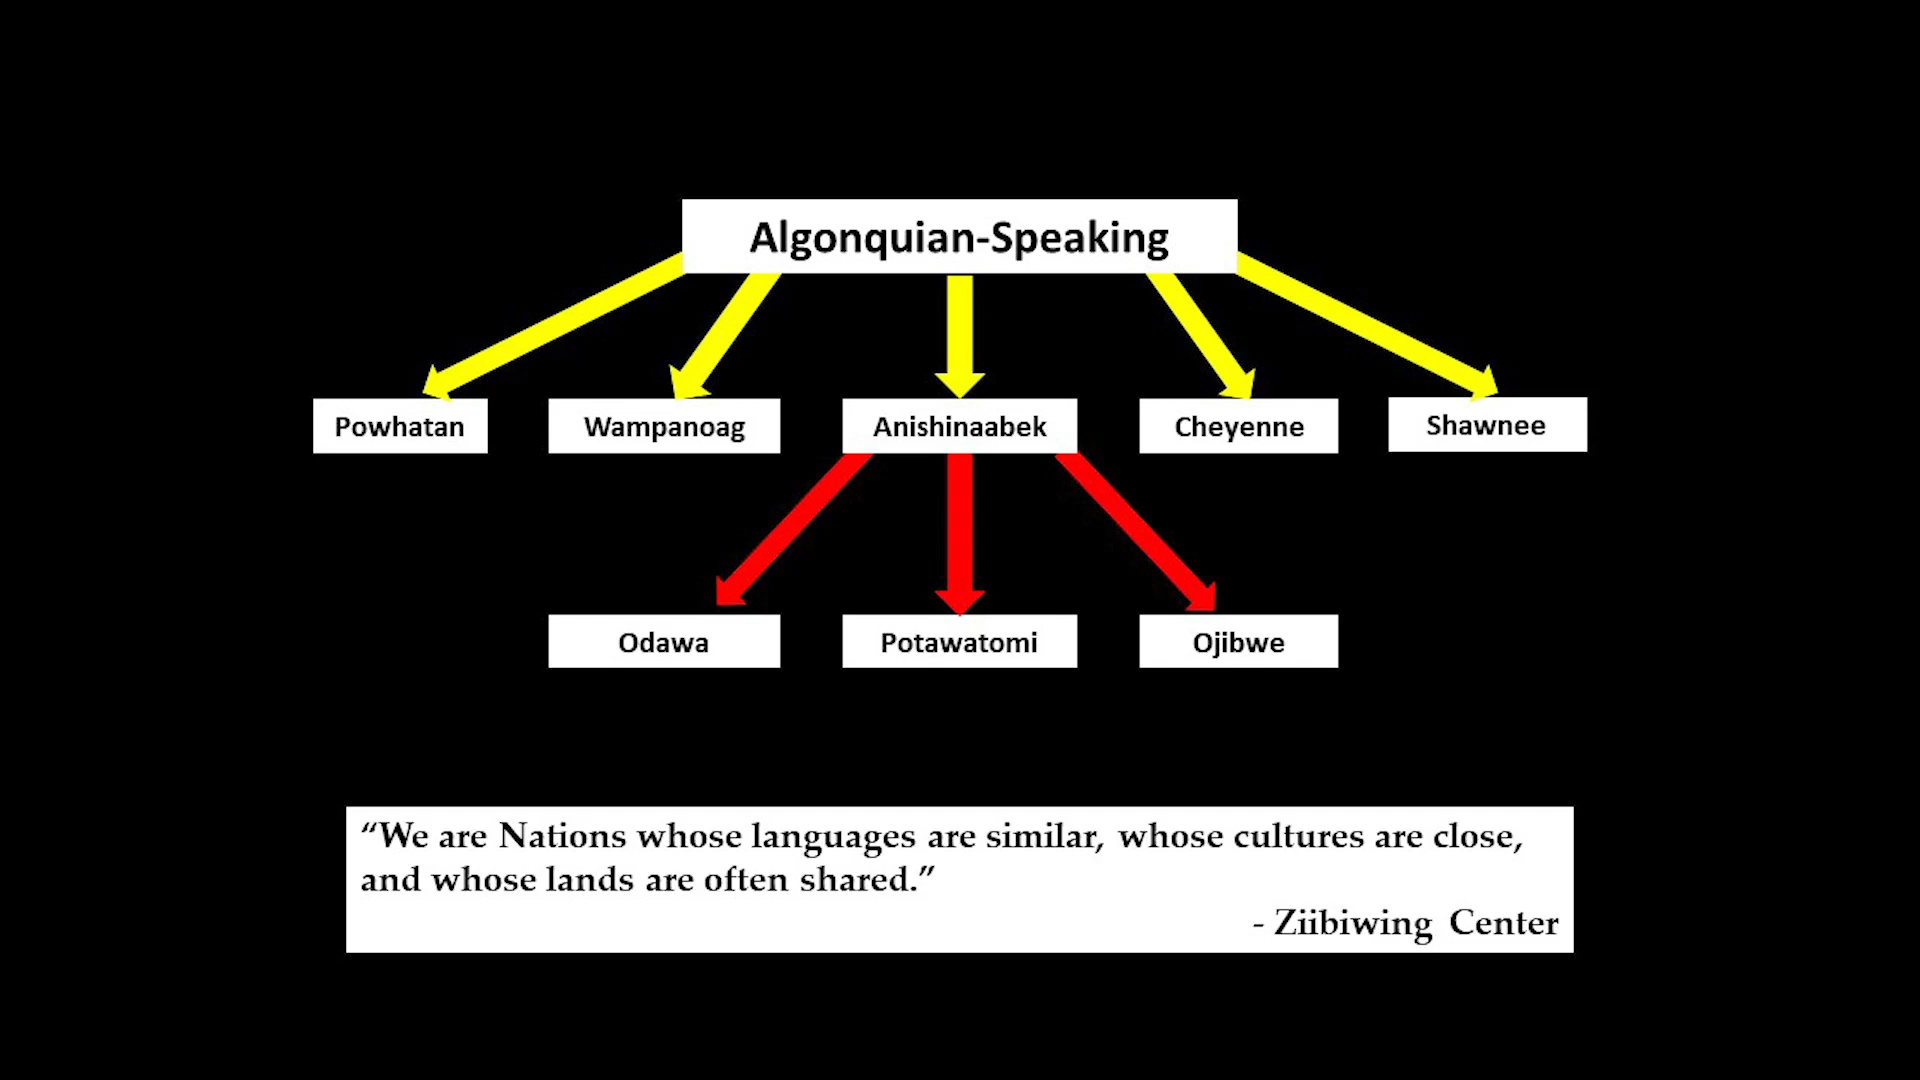 Algonquian-Speaking
Powhatan
Wampanoag
Anishinaabek
Cheyenne
Shawnee
Odawa
Potawatomi
Ojibwe
“We are Nations whose languages are similar, whose cultures are close,
and whose lands are often shared.”
- Ziibiwing Center